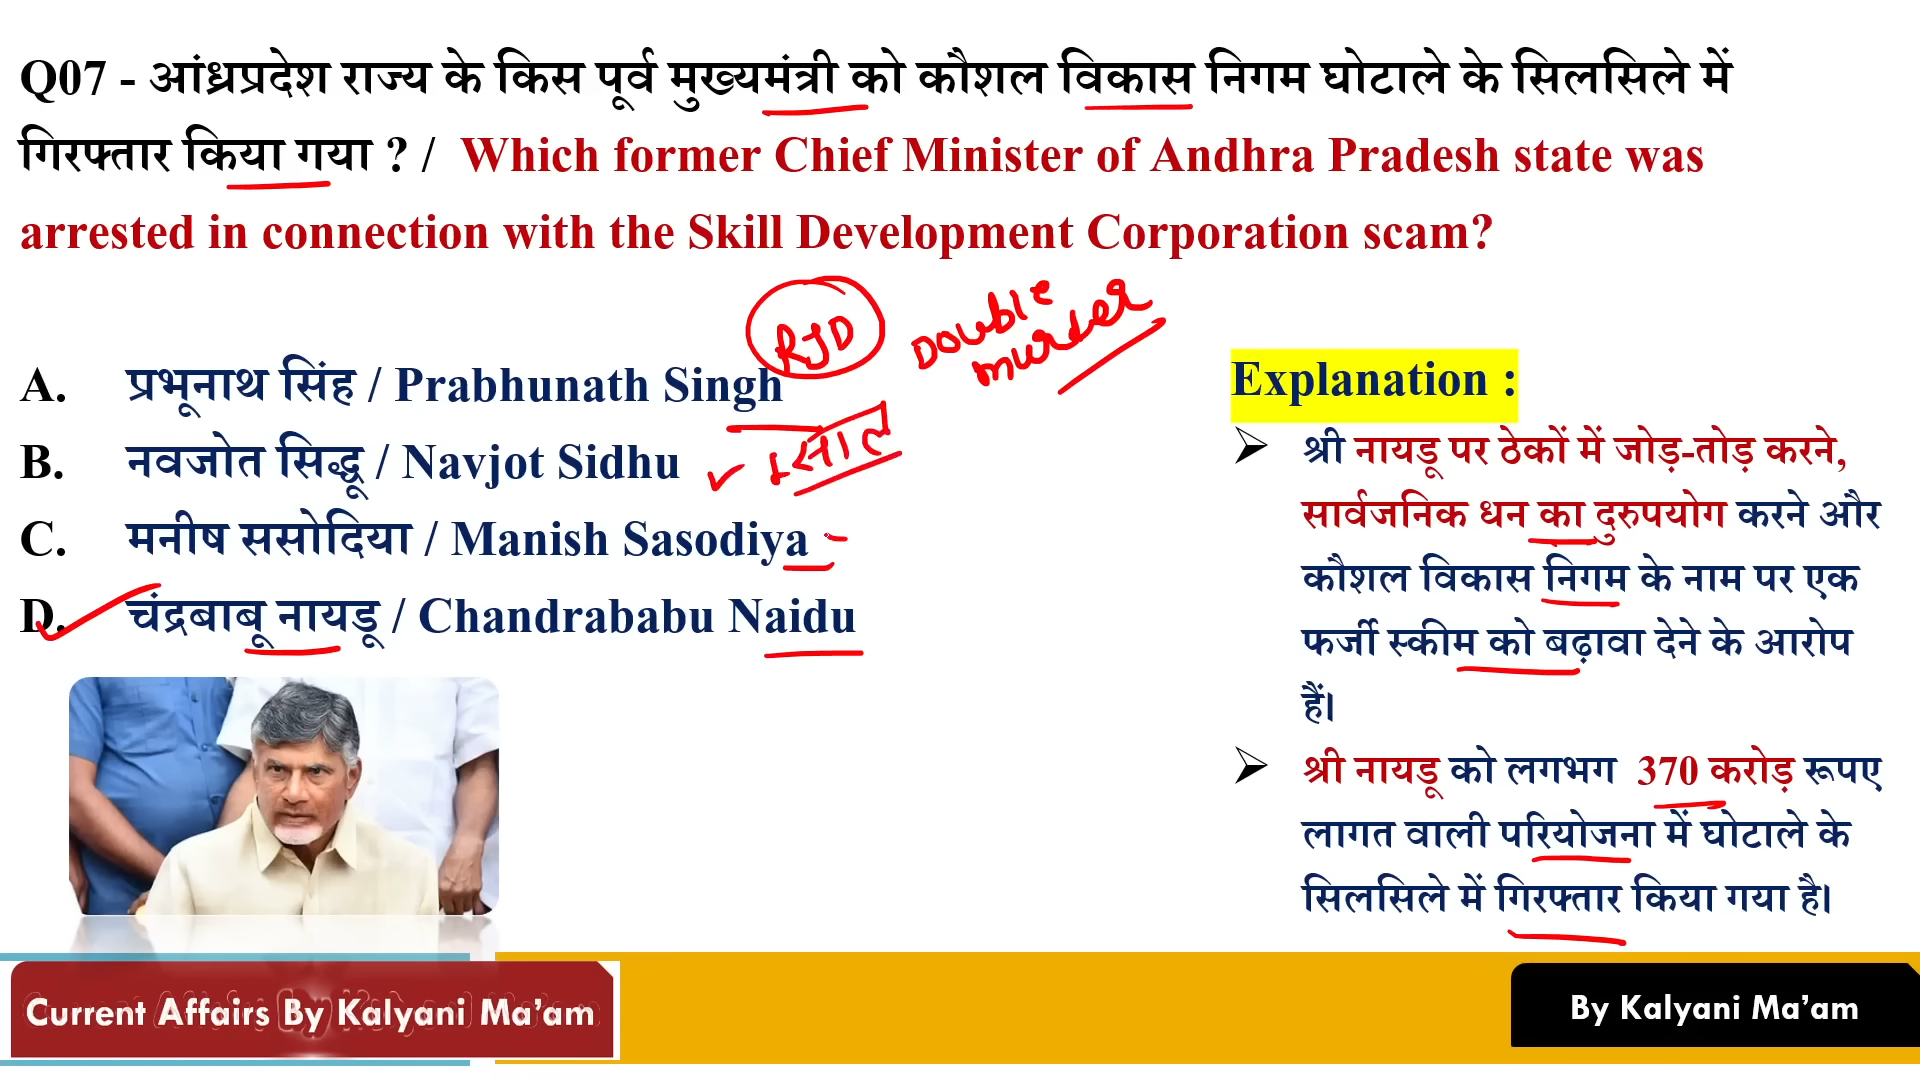 Q07 - आंध्रप्रदेश राज्य के किस पूर्व मुख्यमंत्री को कौशल विकास निगम घोटाले के सिलसिले में
गिरफ्तार किया गया ? / Which former Chief Minister of Andhra Pradesh state was
arrested in connection with the Skill Development Corporation scam?
RJD
Double
murder
A. प्रभूनाथ सिंह / Prabhunath Singh
B. नवजोत सिद्धू / Navjot Sidhu
1 साल
C. मनीष ससोदिया / Manish Sasodiya
D. चंद्रबाबू नायडू / Chandrababu Naidu
Explanation :
श्री नायडू पर ठेकों में जोड़-तोड़ करने,
सार्वजनिक धन का दुरुपयोग करने और
कौशल विकास निगम के नाम पर एक
फर्जी स्कीम को बढ़ावा देने के आरोप
हैं।
श्री नायडू को लगभग 370 करोड़ रूपए
लागत वाली परियोजना में घोटाले के
सिलसिले में गिरफ्तार किया गया है।
Current Affairs By Kalyani Ma'am
By Kalyani Ma'am